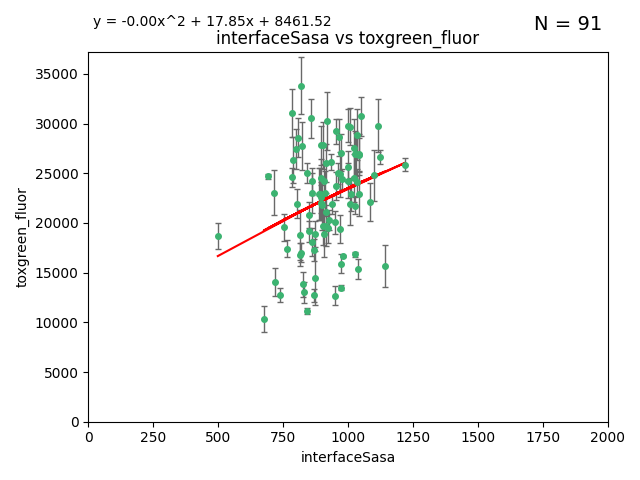 y = -0.00x^2 + 17.85x + 8461.52
N = 91
interfaceSasa vs toxgreen_fluor
35000
30000
25000
20000
15000
10000
5000
0
toxgreen_fluor
0 250 500 750 1000 1250 1500 1750 2000
interfaceSasa